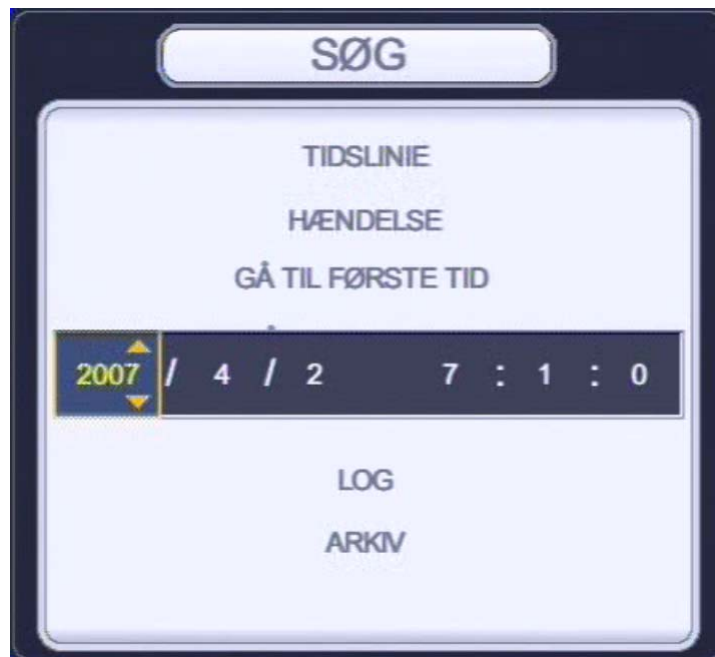 SØG
TIDSLINIE
HÆNDELSE
GÅ TIL FØRSTE TID
2007 / 4 / 2 7 : 1 : 0
LOG
ARKIV